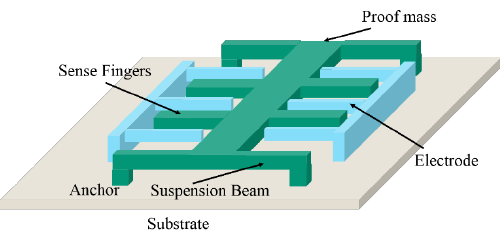 Proof mass
Sense Fingers
Electrode
Anchor
Suspension Beam
Substrate